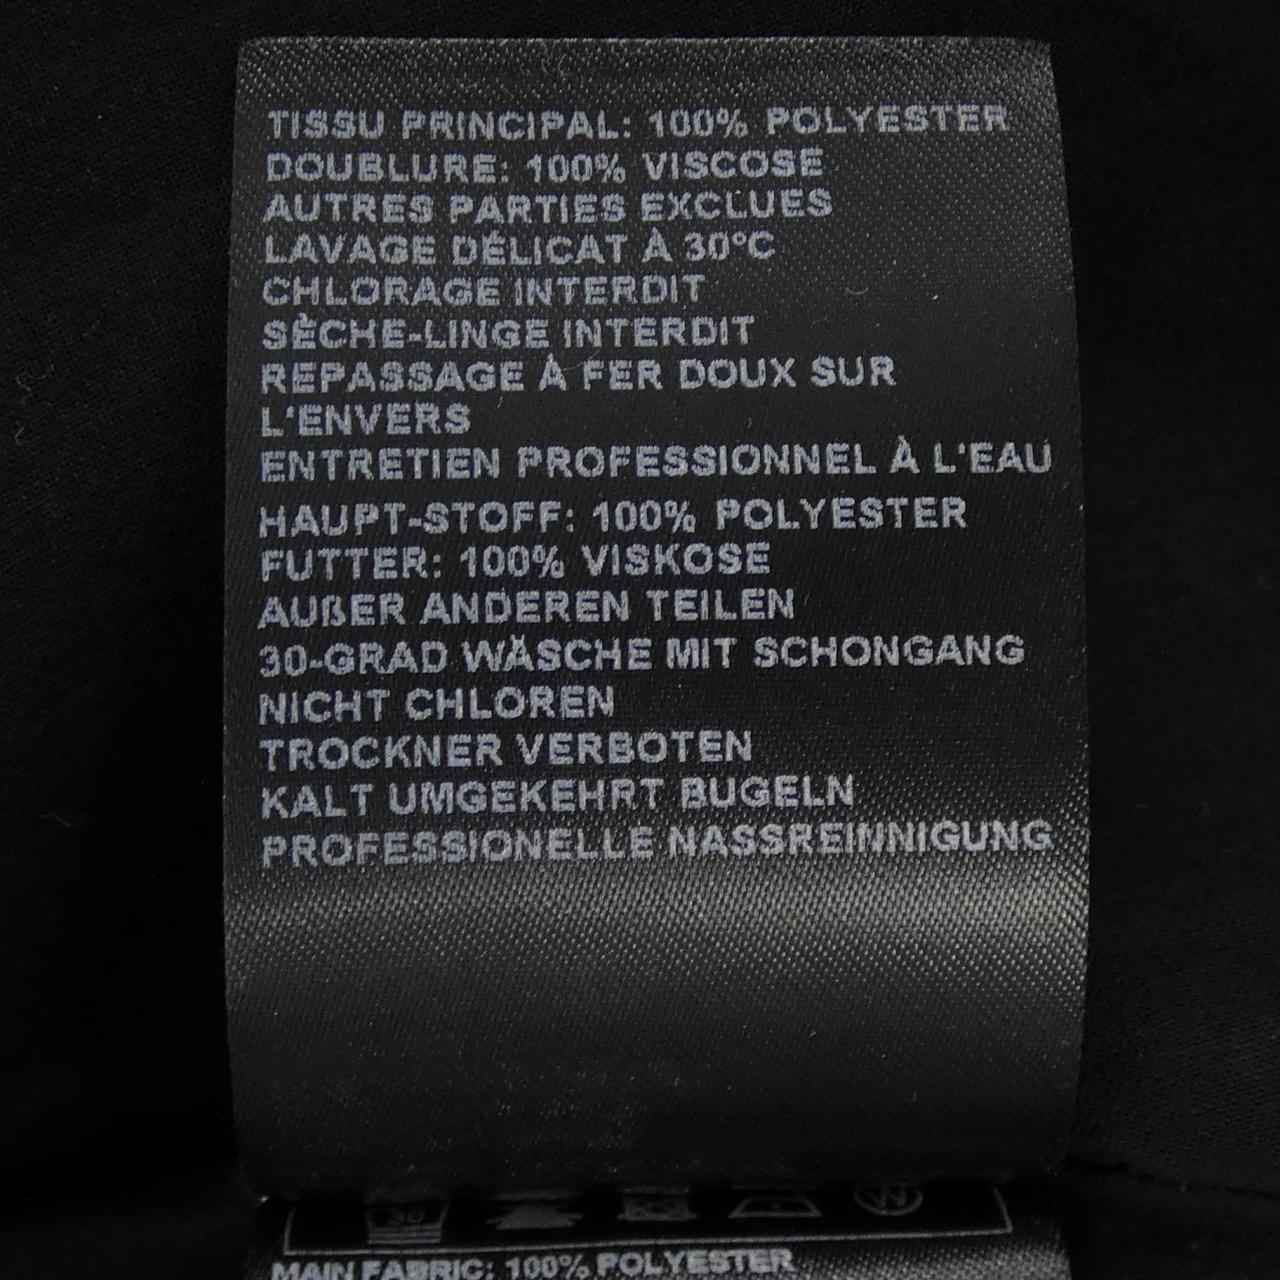 TISSU PRINCIPAL: 100% POLYESTER
DOUBLURE: 100% VISCOSE
AUTRES PARTIES EXCLUES
LAVAGE DÉLICAT À 30°C
CHLORAGE INTERDIT
SÈCHE-LINGE INTERDIT
REPASSAGE À FER DOUX SUR
L'ENVERS
ENTRETIEN PROFESSIONNEL À L'EAU
HAUPT-STOFF: 100% POLYESTER
FUTTER: 100% VISKOSE
AUßER ANDEREN TEILEN
30-GRAD WÄSCHE MIT SCHONGANG
NICHT CHLOREN
TROCKNER VERBOTEN
KALT UMGEKEHRT BUGELN
PROFESSIONELLE NASSREINNIGUNG
30 W
MAIN FABRIC: 100% POLYESTER